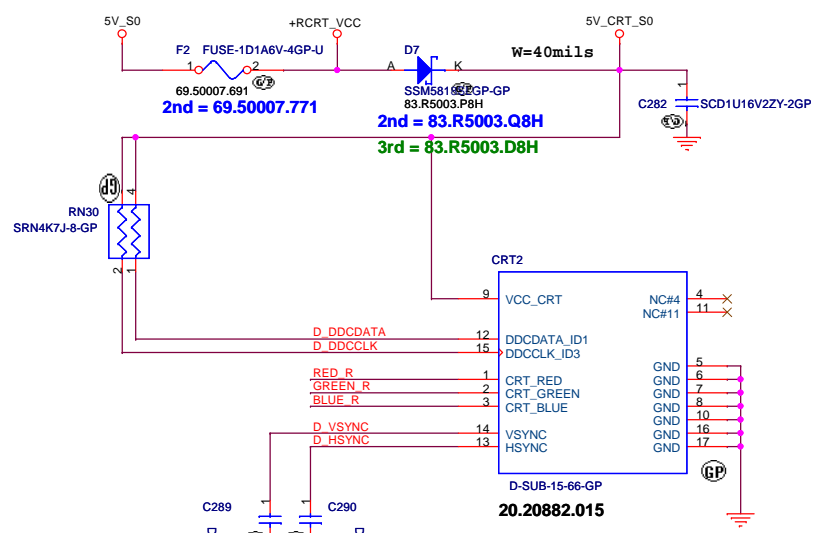 5V_S0
+RCRT_VCC
5V_CRT_S0
F2
FUSE-1D1A6V-4GP-U
D7
W=40mils
1
2
A
K
GP
69.50007.691
2nd = 69.50007.771
83.R5003.P8H
2nd = 83.R5003.Q8H
3rd = 83.R5003.D8H
1
C282
SCD1U16V2ZY-2GP
GP
4
RN30
SRN4K7J-8-GP
2
1
CRT2
9
VCC_CRT
NC#4
4
NC#11
11
D_DDCDATA
12
DDCDATA_ID1
D_DDCCLK
15
DDCCLK_ID3
GND
5
RED_R
1
CRT_RED
GND
6
GREEN_R
2
CRT_GREEN
GND
7
BLUE_R
3
CRT_BLUE
GND
8
GND
10
D_VSYNC
14
VSYNC
GND
16
D_HSYNC
13
HSYNC
GND
17
GP
D-SUB-15-66-GP
20.20882.015
C289
1
1
C290